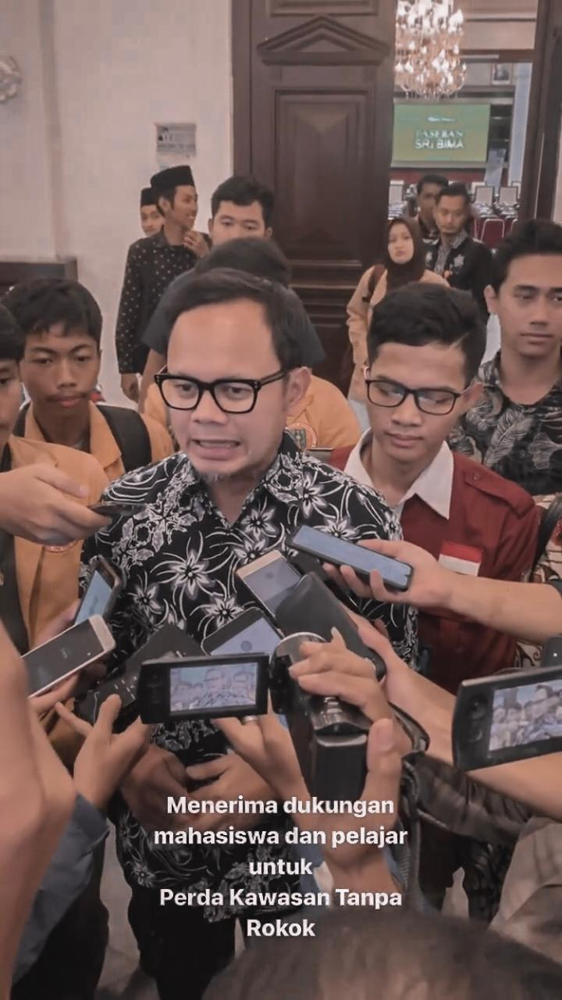 PASEBAN
SRI BIMA
Menerima dukungan
mahasiswa dan pelajar
untuk
Perda Kawasan Tanpa
Rokok